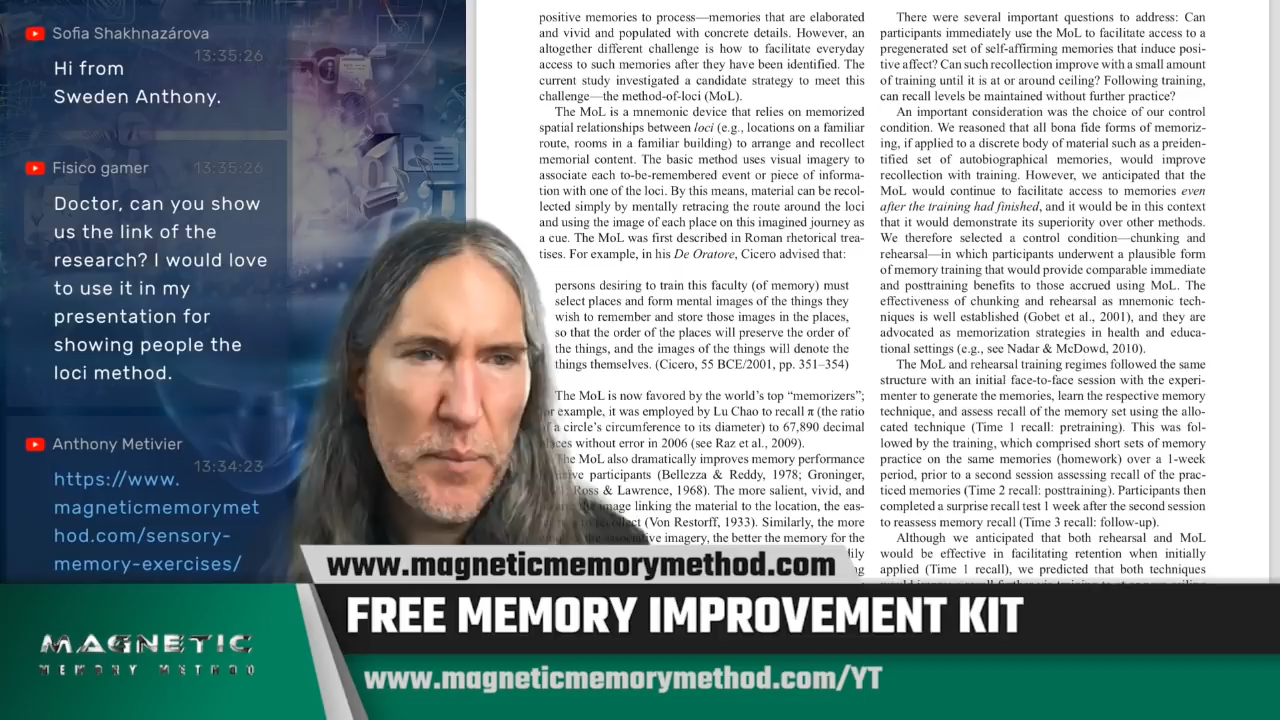 Sofia Shakhnazárova
13:35:26
Hi from
Sweden Anthony.
Fisico gamer
13:35:26
Doctor, can you show
us the link of the
research? I would love
to use it in my
presentation for
showing people the
loci method.
Anthony Metivier
13:34:23
https://www.
magneticmemorymet
hod.com/sensory-
memory-exercises/
positive memories to process—memories that are elaborated
and vivid and populated with concrete details. However, an
altogether different challenge is how to facilitate everyday
access to such memories after they have been identified. The
current study investigated a candidate strategy to meet this
challenge—the method-of-loci (MoL).
The MoL is a mnemonic device that relies on memorized
spatial relationships between loci (e.g., locations on a familiar
route, rooms in a familiar building) to arrange and recollect
memorial content. The basic method uses visual imagery to
associate each to-be-remembered event or piece of informa-
tion with one of the loci. By this means, material can be recol-
lected simply by mentally retracing the route around the loci
and using the image of each place on this imagined journey as
a cue. The MoL was first described in Roman rhetorical trea-
tises. For example, in his De Oratore, Cicero advised that:
persons desiring to train this faculty (of memory) must
select places and form mental images of the things they
wish to remember and store those images in the places,
so that the order of the places will preserve the order of
the things, and the images of the things will denote the
things themselves. (Cicero, 55 BCE/2001, pp. 351–354)
The MoL is now favored by the world's top “memorizers”;
example, it was employed by Lu Chao to recall π (the ratio
a circle's circumference to its diameter) to 67,890 decimal
without error in 2006 (see Raz et al., 2009).
The MoL also dramatically improves memory performance
participants (Bellezza & Reddy, 1978; Groninger,
Ross & Lawrence, 1968). The more salient, vivid, and
image linking the material to the location, the eas-
(Von Restorff, 1933). Similarly, the more
imagery, the better the memory for the
There were several important questions to address: Can
participants immediately use the MoL to facilitate access to a
pregenerated set of self-affirming memories that induce posi-
tive affect? Can such recollection improve with a small amount
of training until it is at or around ceiling? Following training,
can recall levels be maintained without further practice?
An important consideration was the choice of our control
condition. We reasoned that all bona fide forms of memoriz-
ing, if applied to a discrete body of material such as a preiden-
tified set of autobiographical memories, would improve
recollection with training. However, we anticipated that the
MoL would continue to facilitate access to memories even
after the training had finished, and it would be in this context
that it would demonstrate its superiority over other methods.
We therefore selected a control condition—chunking and
rehearsal—in which participants underwent a plausible form
of memory training that would provide comparable immediate
and posttraining benefits to those accrued using MoL. The
effectiveness of chunking and rehearsal as mnemonic tech-
niques is well established (Gobet et al., 2001), and they are
advocated as memorization strategies in health and educa-
tional settings (e.g., see Nadar & McDowd, 2010).
The MoL and rehearsal training regimes followed the same
structure with an initial face-to-face session with the experi-
menter to generate the memories, learn the respective memory
technique, and assess recall of the memory set using the allo-
cated technique (Time 1 recall: pretraining). This was fol-
lowed by the training, which comprised short sets of memory
practice on the same memories (homework) over a 1-week
period, prior to a second session assessing recall of the prac-
ticed memories (Time 2 recall: posttraining). Participants then
completed a surprise recall test 1 week after the second session
to reassess memory recall (Time 3 recall: follow-up).
Although we anticipated that both rehearsal and MoL
would be effective in facilitating retention when initially
applied (Time 1 recall), we predicted that both techniques
www.magneticmemorymethod.com
FREE MEMORY IMPROVEMENT KIT
www.magneticmemorymethod.com/YT
MAGNETIC
MEMORY METHOD